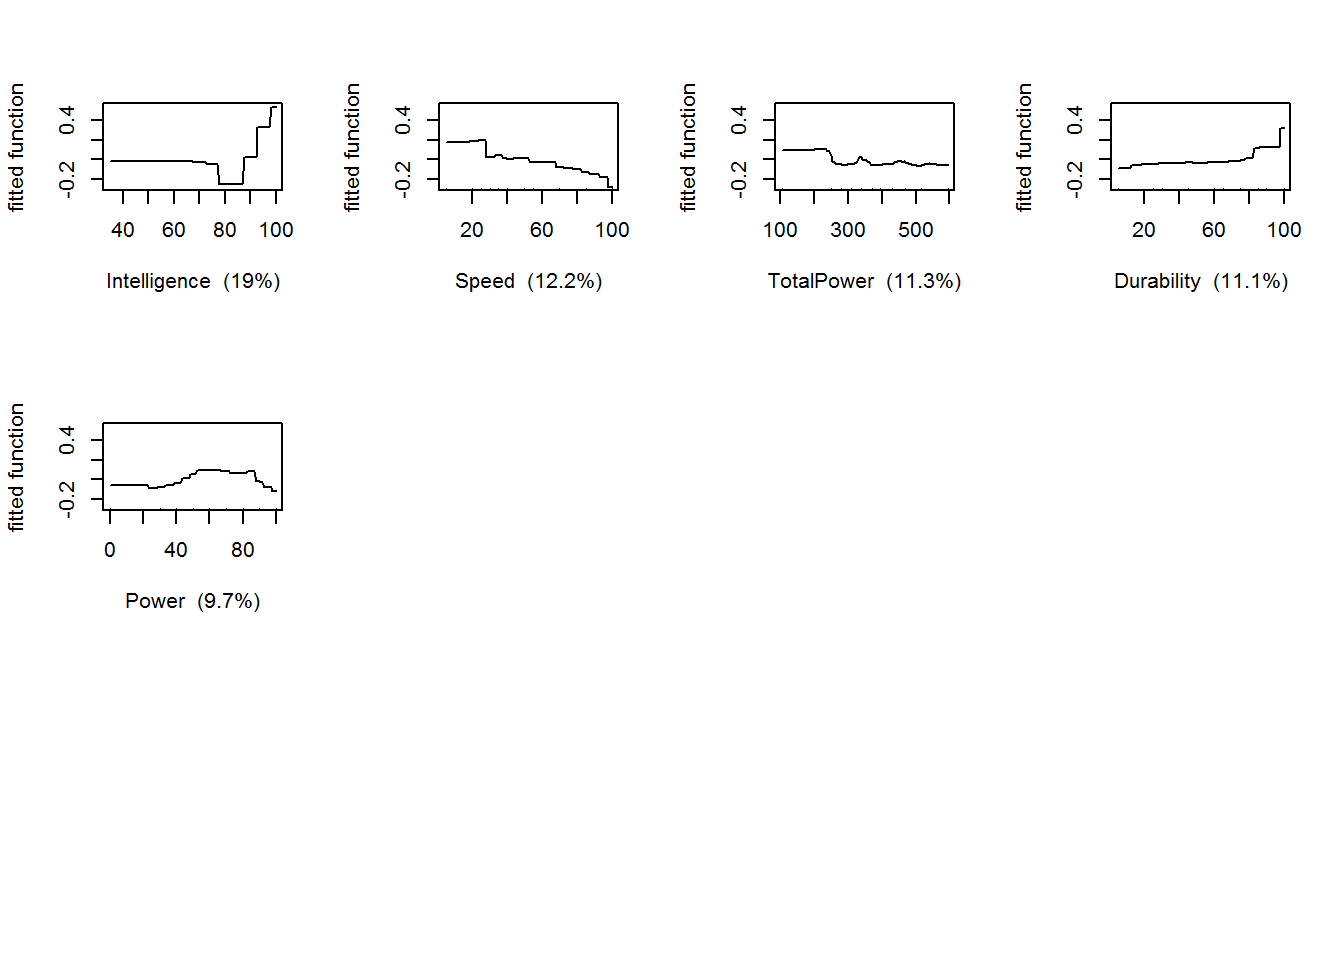 fitted function
0.4
-0.2
40 60 80 100
Intelligence (19%)
fitted function
0.4
-0.2
20 60 100
Speed (12.2%)
fitted function
0.4
-0.2
100 300 500
TotalPower (11.3%)
fitted function
0.4
-0.2
20 60 100
Durability (11.1%)
fitted function
0.4
-0.2
0 40 80
Power (9.7%)